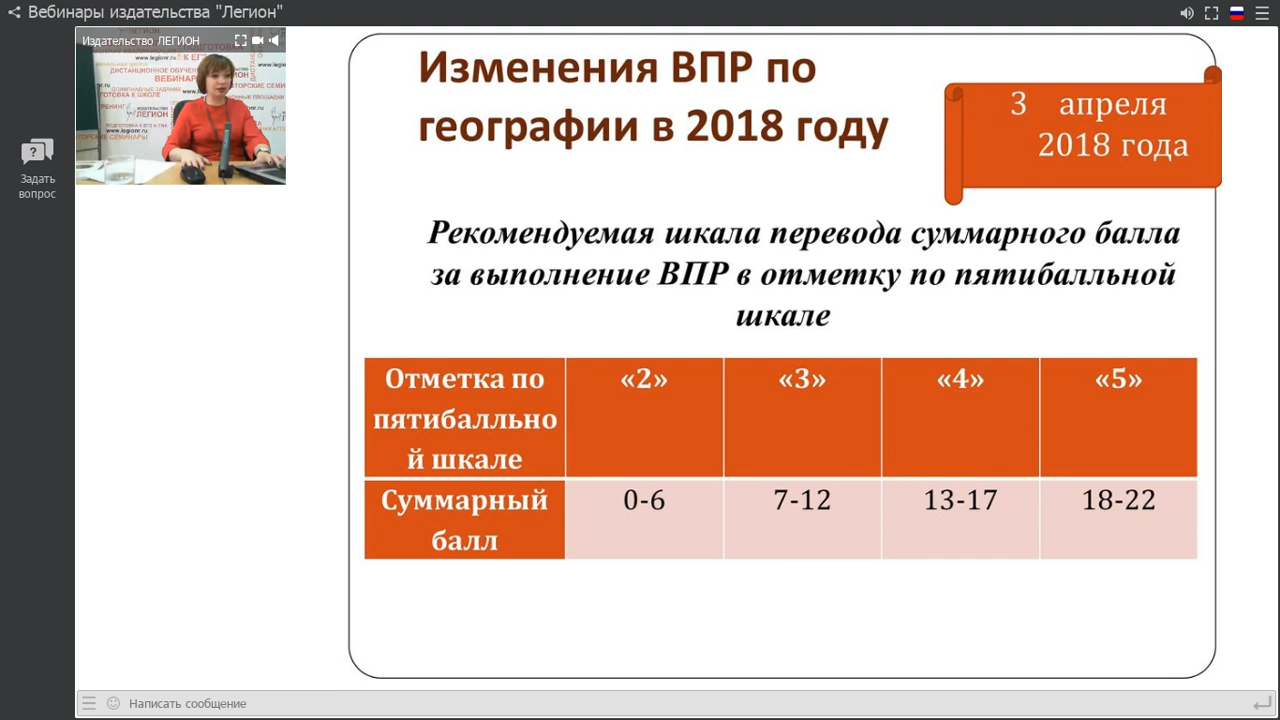 Вебинары издательства "Легион"
Издательство ЛЕГИОН
Задать
вопрос
Изменения ВПР по
географии в 2018 году
3 апреля
2018 года
Рекомендуемая шкала перевода суммарного балла
за выполнение ВПР в отметку по пятибалльной
шкале
Отметка по
пятибалльно
й шкале
«2»
«3»
«4»
«5»
Суммарный
балл
0-6
7-12
13-17
18-22
Написать сообщение